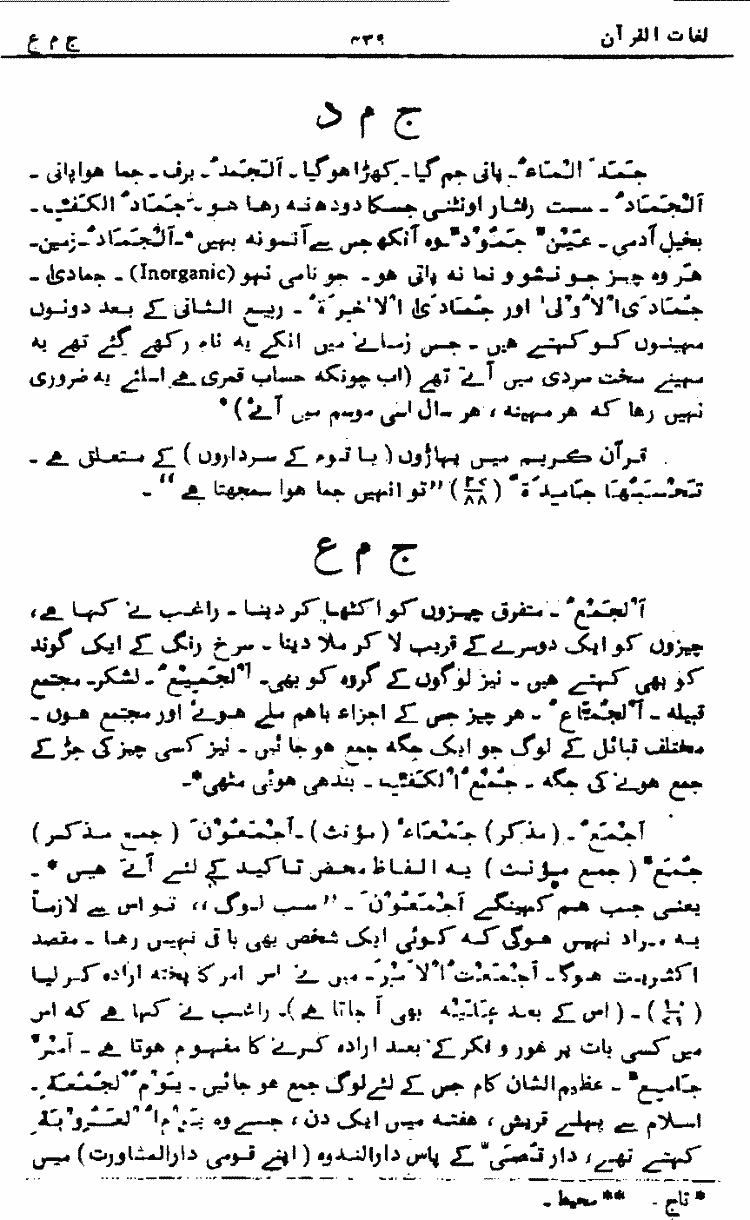 لغات القرآن ۴۳۹ ج م ع
ج م د
جَمَدَ الْمَاءُ۔ پانی جم گیا۔ کھڑا ہوگیا۔ اَلْجَمَدُ۔ برف۔ جما ہوا پانی ۔
اَلْجَمَادُ ۔ سست رفتار اونٹنی جسکا دودھ نہ رہا ہو ۔ جَمَادُ الْكَفِّ ۔
بخیل آدمی ۔ عَيْنٌ جَمُوْدٌ۔ وہ آنکھ جس سے آنسو نہ بہیں *۔ اَلْجَمَادُ۔ زمین۔
ہر وہ چیز جو نشو و نما نہ پاتی ہو ۔ جو نامی نہو (Inorganic) ۔ جمادیٰ ۔
جُمَادَى الْاُوْلٰى اور جُمَادَى الْاٰخِرَةُ ۔ ربیع الثانی کے بعد دونوں
مہینوں کو کہتے ہیں ۔ جس زمانے میں انکے یہ نام رکھے گئے تھے یہ
مہینے سخت سردی میں آتے تھے (اب چونکہ حساب قمری ہے اسلئے یہ ضروری
نہیں رہا کہ ہر مہینہ ، ہر سال اسی موسم میں آئے ) *
قرآن کریم میں پہاڑوں ( یا قوم کے سرداروں ) کے متعلق ہے ۔
تَحْسَبُهَا جَامِدَةً (۲۷/۸۸) ”تو انہیں جما ہوا سمجھتا ہے“ ۔
ج م ع
اَلْجَمْعُ ۔ متفرق چیزوں کو اکٹھا کر دینا ۔ راغب نے کہا ہے ،
چیزوں کو ایک دوسرے کے قریب لا کر ملا دینا ۔ سرخ رنگ کے ایک گوند
کو بھی کہتے ہیں ۔ نیز لوگوں کے گروہ کو بھی۔ اَلْجَمِيْعُ ۔ لشکر۔ مجتمع
قبیلہ ۔ اَلْجُمَّاعُ ۔ ہر چیز جس کے اجزاء باہم ملے ہوئے اور مجتمع ہوں ۔
مختلف قبائل کے لوگ جو ایک جگہ جمع ہو جائیں ۔ نیز کسی چیز کی جڑ کے
جمع ہونے کی جگہ ۔ جُمْعُ الْكَفِّ ۔ بندھی ہوئی مٹھی*۔
اَجْمَعُ ۔ (مذکر) جَمْعَاءُ (مؤنث) ۔ اَجْمَعُوْنَ (جمع مذکر)
جُمَعُ (جمع مؤنث) یہ الفاظ محض تاکید کے لئے آتے ہیں * ۔
یعنی جب ہم کہینگے اَجْمَعُوْنَ ۔ ” سب لوگ ،، تو اس سے لازماً
یہ مراد نہیں ہوگی کہ کوئی ایک شخص بھی باقی نہیں رہا ۔ مقصد
اکثریت ہوگا۔ اَجْمَعْتُ الْاَمْرَ۔ میں نے اس امر کا پختہ ارادہ کر لیا
(۱۰/۷۱) ۔ ( اس کے بعد عَلَيْهِ بھی آ جاتا ہے )۔ راغب نے کہا ہے کہ اس
میں کسی بات پر غور و فکر کے بعد ارادہ کرنے کا مفہوم ہوتا ہے ۔ اَمْرٌ
جَامِعٌ ۔ عظیم الشان کام جس کے لئے لوگ جمع ہو جائیں ۔ يَوْمُ الْجُمُعَةِ ۔
اسلام سے پہلے قریش ، ہفتہ میں ایک دن ، جسے وہ يَوْمُ الْعَرُوْبَةِ
کہتے تھے ، دار قُصَيّ کے پاس دارالندوہ ( اپنے قومی دارالمشاورت ) میں
* تاج ۔ ** محیط ۔